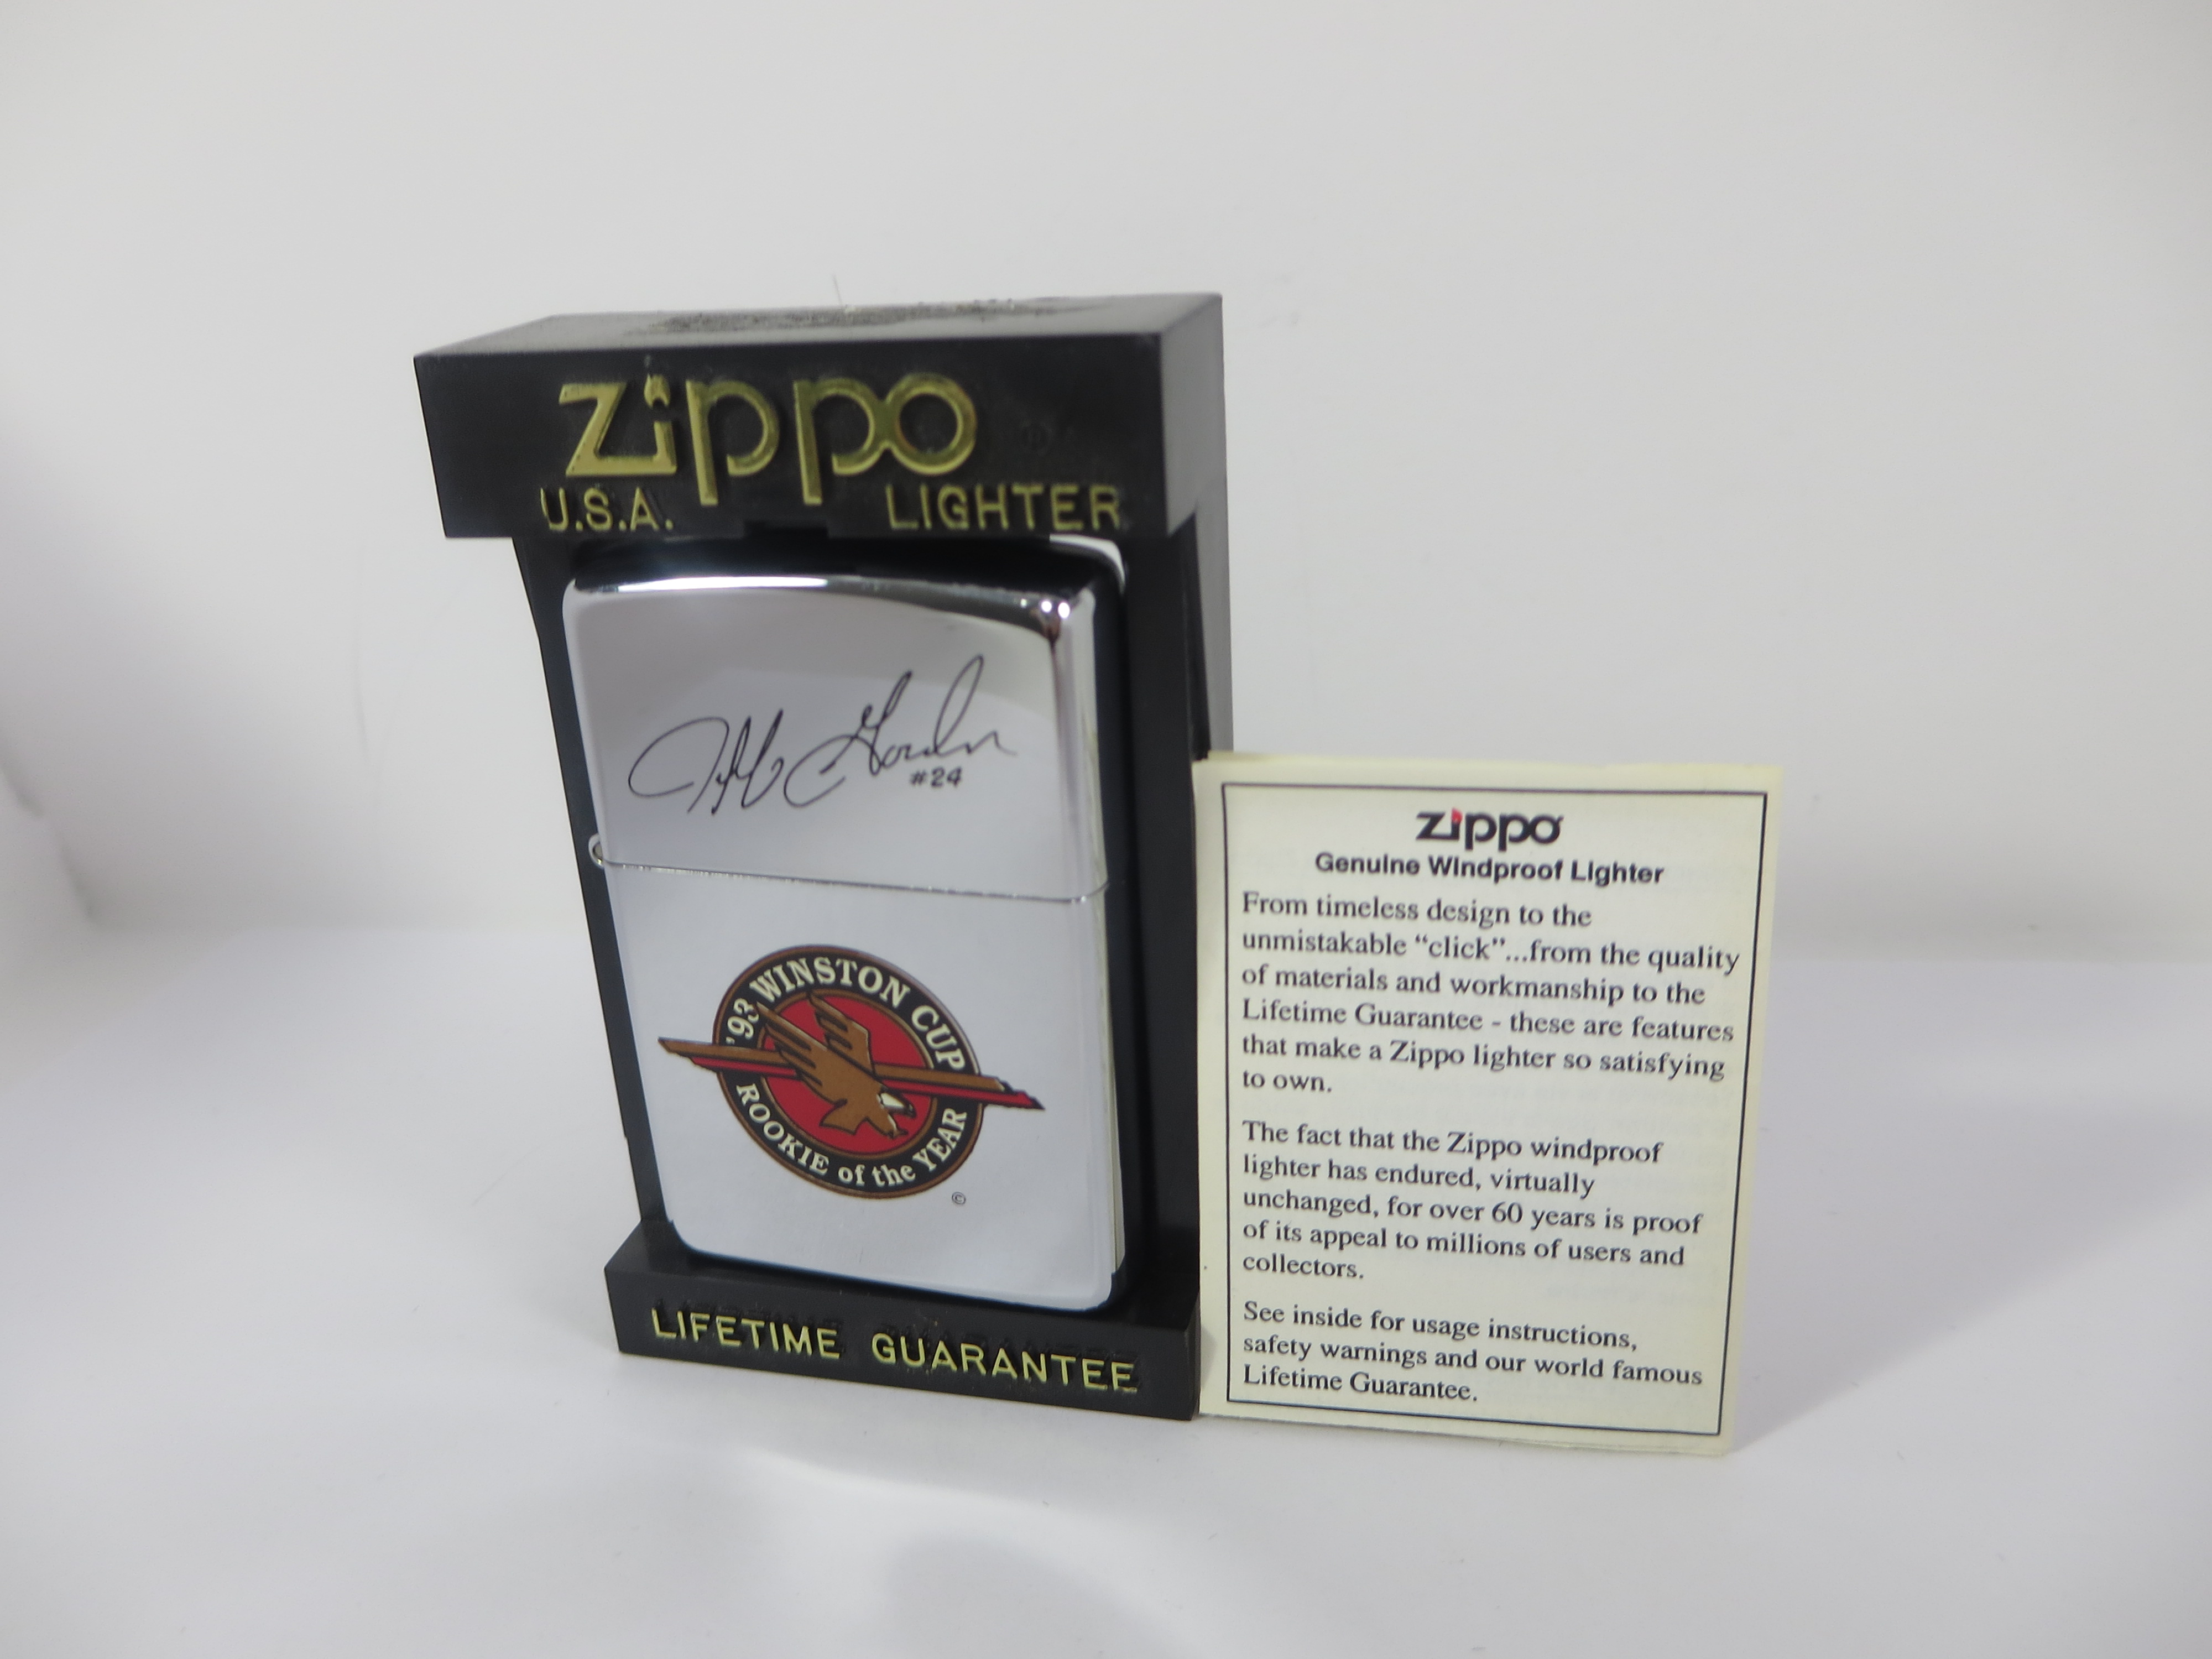 Zippo
U.S.A. LIGHTER
Jeff Gordon
#24
'93 WINSTON CUP
ROOKIE of the YEAR
©
LIFETIME GUARANTEE
Zippo
Genuine Windproof Lighter
From timeless design to the
unmistakable “click”...from the quality
of materials and workmanship to the
Lifetime Guarantee - these are features
that make a Zippo lighter so satisfying
to own.
The fact that the Zippo windproof
lighter has endured, virtually
unchanged, for over 60 years is proof
of its appeal to millions of users and
collectors.
See inside for usage instructions,
safety warnings and our world famous
Lifetime Guarantee.